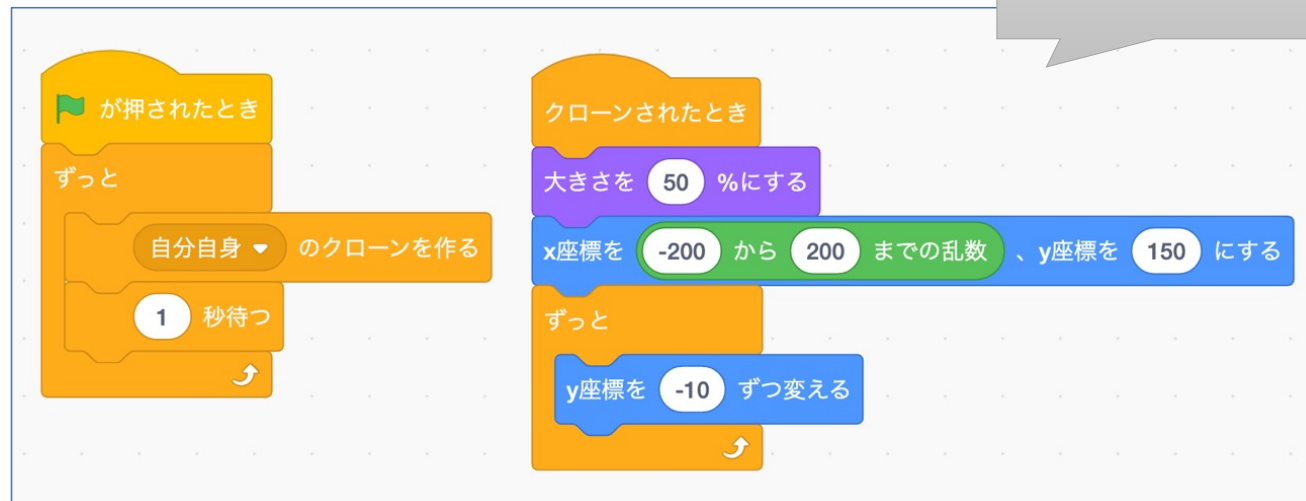 が押されたとき
ずっと
自分自身 のクローンを作る
1 秒待つ
クローンされたとき
大きさを 50 %にする
x座標を -200 から 200 までの乱数 、y座標を 150 にする
ずっと
y座標を -10 ずつ変える